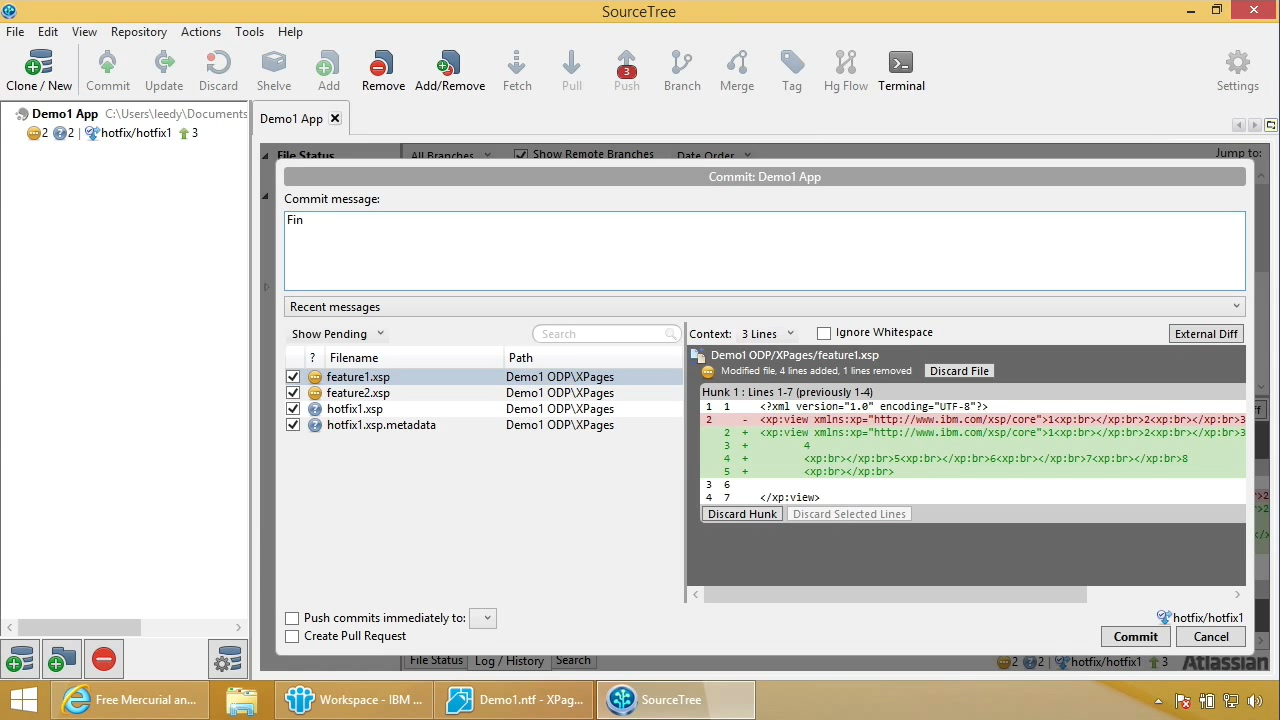 SourceTree
File Edit View Repository Actions Tools Help
Clone / New Commit Update Discard Shelve Add Remove Add/Remove Fetch Pull Push 3 Branch Merge Tag Hg Flow Terminal Settings
Demo1 App C:\Users\leedy\Documents
2 2 | hotfix/hotfix1 3
Demo1 App
File Status All Branches Show Remote Branches Date Order Jump to:
Commit: Demo1 App
Commit message:
Fin
Recent messages
Show Pending Search
? Filename Path
feature1.xsp Demo1 ODP\XPages
feature2.xsp Demo1 ODP\XPages
hotfix1.xsp Demo1 ODP\XPages
hotfix1.xsp.metadata Demo1 ODP\XPages
Context: 3 Lines Ignore Whitespace External Diff
Demo1 ODP/XPages/feature1.xsp
Modified file, 4 lines added, 1 lines removed Discard File
Hunk 1 : Lines 1-7 (previously 1-4)
1 1 <?xml version="1.0" encoding="UTF-8"?>
2 - <xp:view xmlns:xp="http://www.ibm.com/xsp/core">1<xp:br></xp:br>2<xp:br></xp:br>3
2 + <xp:view xmlns:xp="http://www.ibm.com/xsp/core">1<xp:br></xp:br>2<xp:br></xp:br>3
3 + 4
4 + <xp:br></xp:br>5<xp:br></xp:br>6<xp:br></xp:br>7<xp:br></xp:br>8
5 + <xp:br></xp:br>
3 6
4 7 </xp:view>
Discard Hunk Discard Selected Lines
Push commits immediately to:
Create Pull Request
hotfix/hotfix1
Commit Cancel
File Status Log / History Search
2 2 | hotfix/hotfix1 3 Atlassian
Free Mercurial an... Workspace - IBM ... Demo1.ntf - XPag... SourceTree